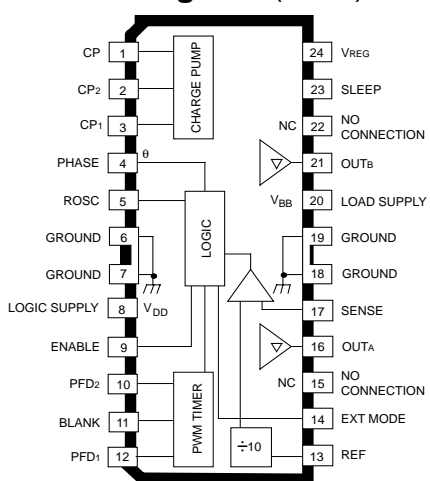 CP 1
CP2 2
CP1 3
PHASE 4 θ
ROSC 5
GROUND 6
GROUND 7
LOGIC SUPPLY 8 VDD
ENABLE 9
PFD2 10
BLANK 11
PFD1 12
CHARGE PUMP
LOGIC
PWM TIMER
÷10
24 VREG
23 SLEEP
NC 22 NO
CONNECTION
21 OUTB
VBB 20 LOAD SUPPLY
19 GROUND
18 GROUND
17 SENSE
16 OUTA
NC 15 NO
CONNECTION
14 EXT MODE
13 REF